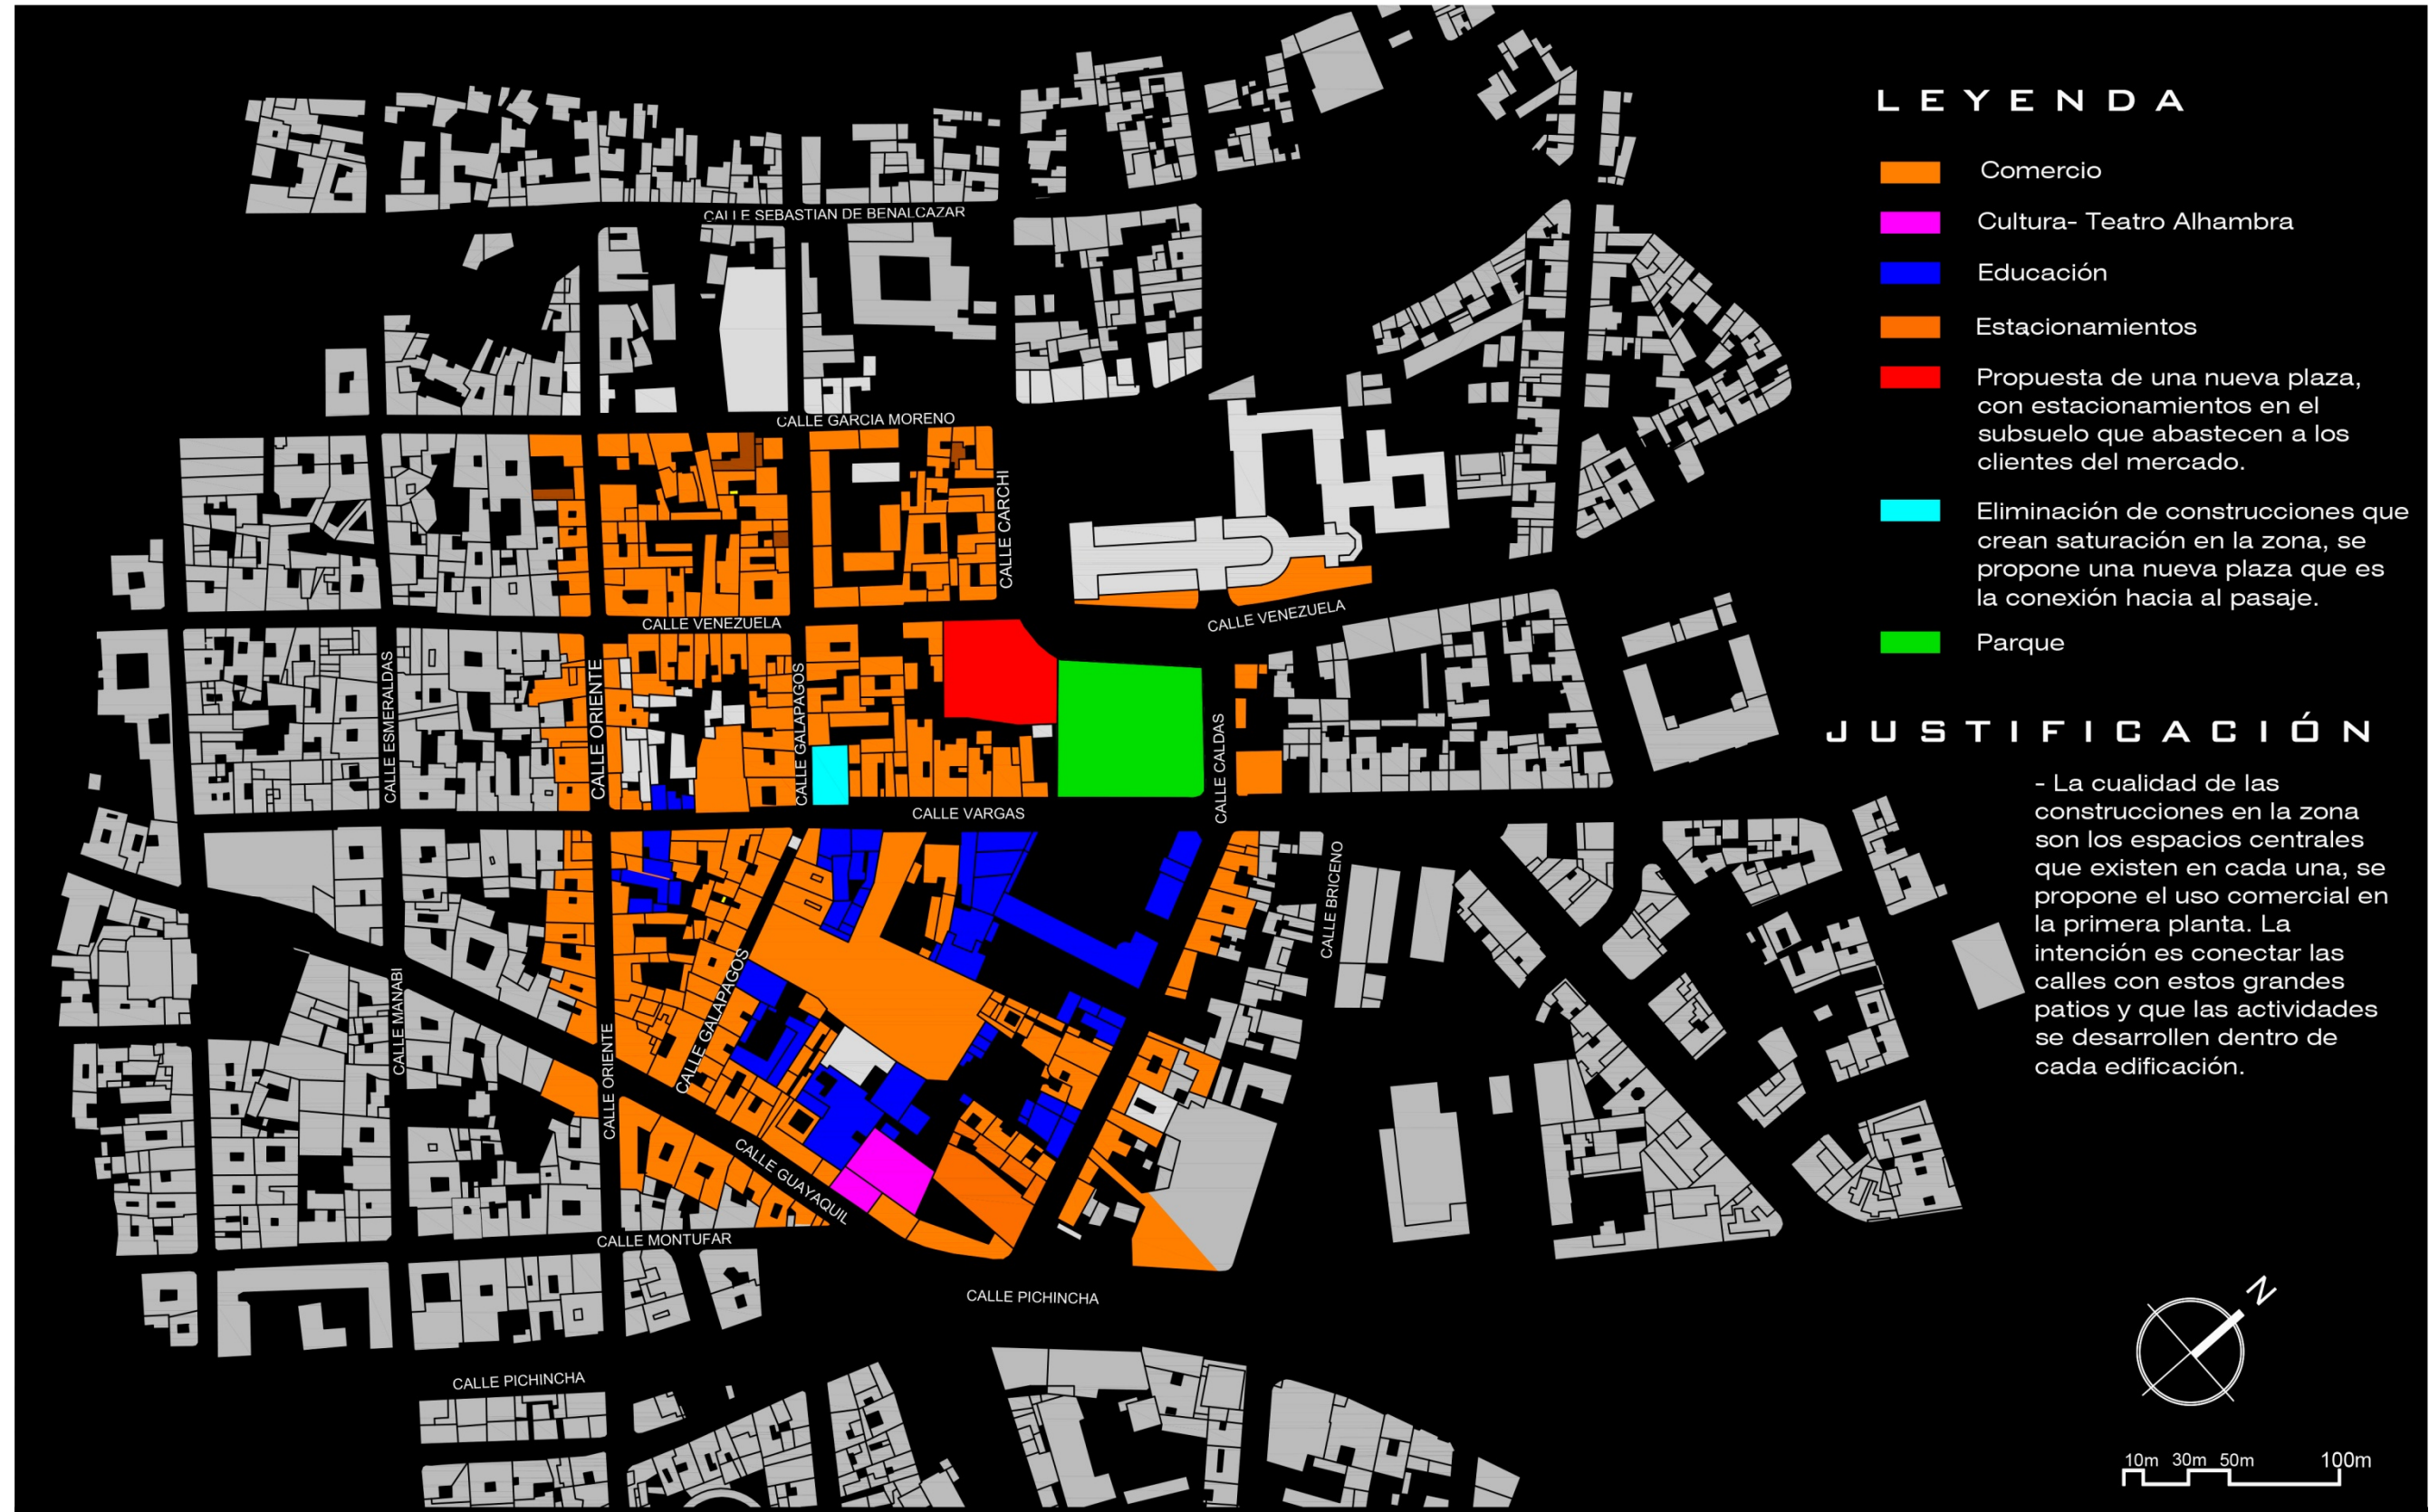 LEYENDA
Comercio
Cultura- Teatro Alhambra
Educación
Estacionamientos
Propuesta de una nueva plaza,
con estacionamientos en el
subsuelo que abastecen a los
clientes del mercado.
Eliminación de construcciones que
crean saturación en la zona, se
propone una nueva plaza que es
la conexión hacia al pasaje.
Parque
JUSTIFICACIÓN
- La cualidad de las
construcciones en la zona
son los espacios centrales
que existen en cada una, se
propone el uso comercial en
la primera planta. La
intención es conectar las
calles con estos grandes
patios y que las actividades
se desarrollen dentro de
cada edificación.
CALLE SEBASTIAN DE BENALCAZAR
CALLE GARCIA MORENO
CALLE CARCHI
CALLE VENEZUELA
CALLE VENEZUELA
CALLE ESMERALDAS
CALLE ORIENTE
CALLE GALAPAGOS
CALLE CALDAS
CALLE VARGAS
CALLE BRICENO
CALLE MANABI
CALLE GALAPAGOS
CALLE ORIENTE
CALLE GUAYAQUIL
CALLE MONTUFAR
CALLE PICHINCHA
CALLE PICHINCHA
N
10m 30m 50m 100m